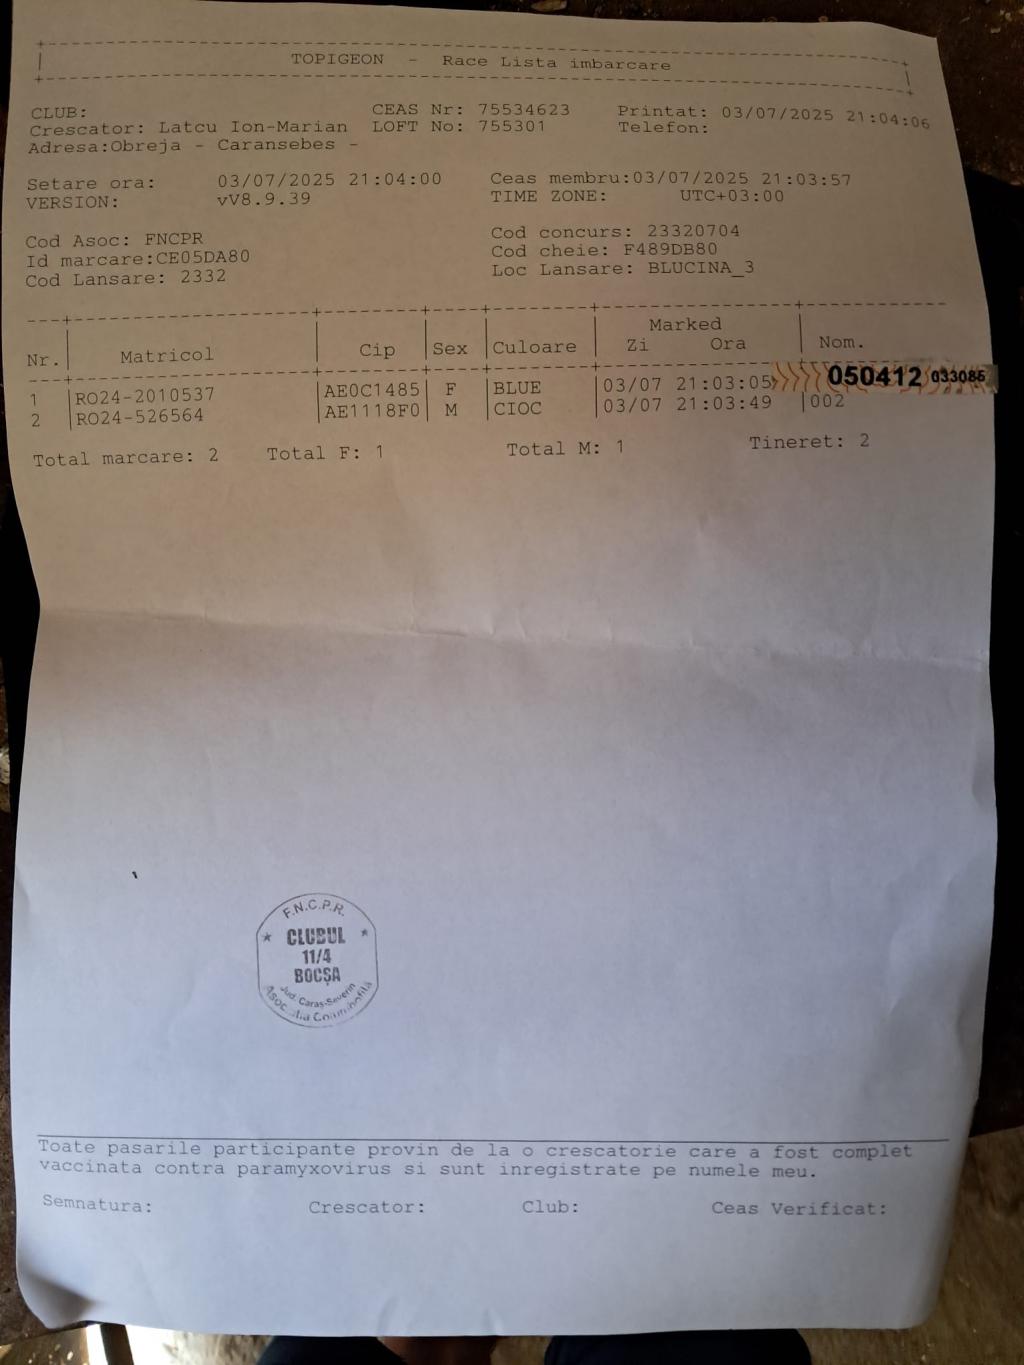 TOPIGEON - Race Lista imbarcare
CLUB: CEAS Nr: 75534623 Printat: 03/07/2025 21:04:06
Crescator: Latcu Ion-Marian LOFT No: 755301 Telefon:
Adresa:Obreja - Caransebes -
Setare ora: 03/07/2025 21:04:00 Ceas membru:03/07/2025 21:03:57
VERSION: vV8.9.39 TIME ZONE: UTC+03:00
Cod Asoc: FNCPR Cod concurs: 23320704
Id marcare:CE05DA80 Cod cheie: F489DB80
Cod Lansare: 2332 Loc Lansare: BLUCINA_3
Marked
Nr. Matricol Cip Sex Culoare Zi Ora Nom.
1 RO24-2010537 AE0C1485 F BLUE 03/07 21:03:05 050412 033086
2 RO24-526564 AE1118F0 M CIOC 03/07 21:03:49 002
Total marcare: 2 Total F: 1 Total M: 1 Tineret: 2
F.N.C.P.R.
CLUBUL
11/4
BOCȘA
Jud. Caras-Severin
Toate pasarile participante provin de la o crescatorie care a fost complet
vaccinata contra paramyxovirus si sunt inregistrate pe numele meu.
Semnatura: Crescator: Club: Ceas Verificat: